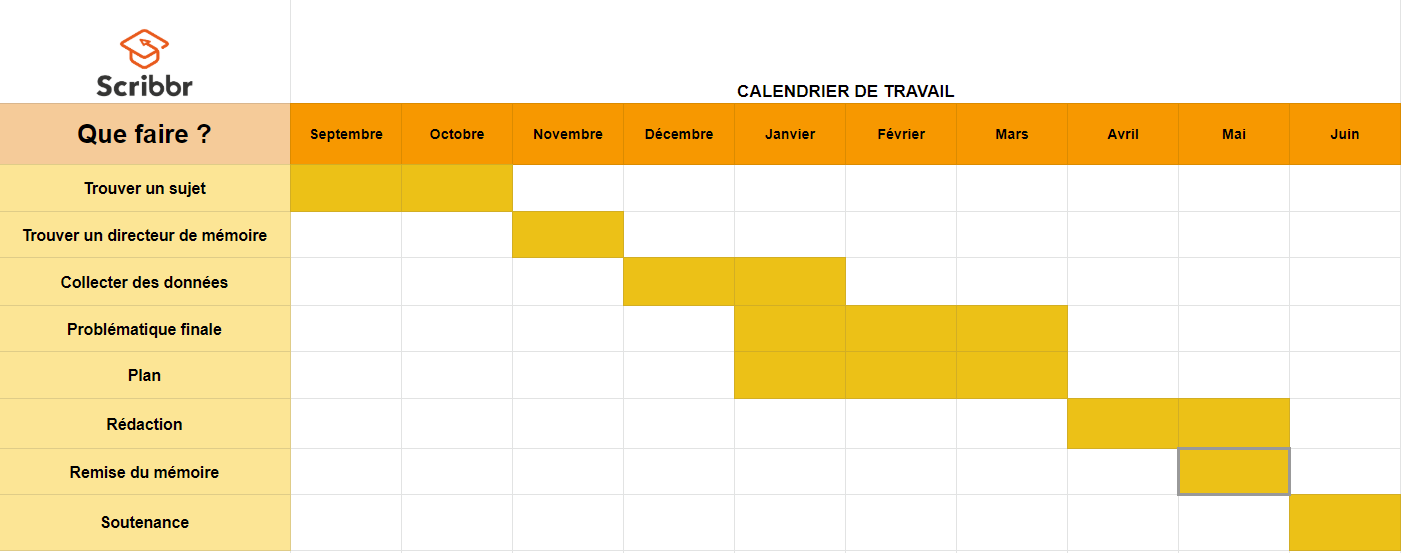 Scribbr
CALENDRIER DE TRAVAIL
Que faire ? Septembre Octobre Novembre Décembre Janvier Février Mars Avril Mai Juin
Trouver un sujet
Trouver un directeur de mémoire
Collecter des données
Problématique finale
Plan
Rédaction
Remise du mémoire
Soutenance